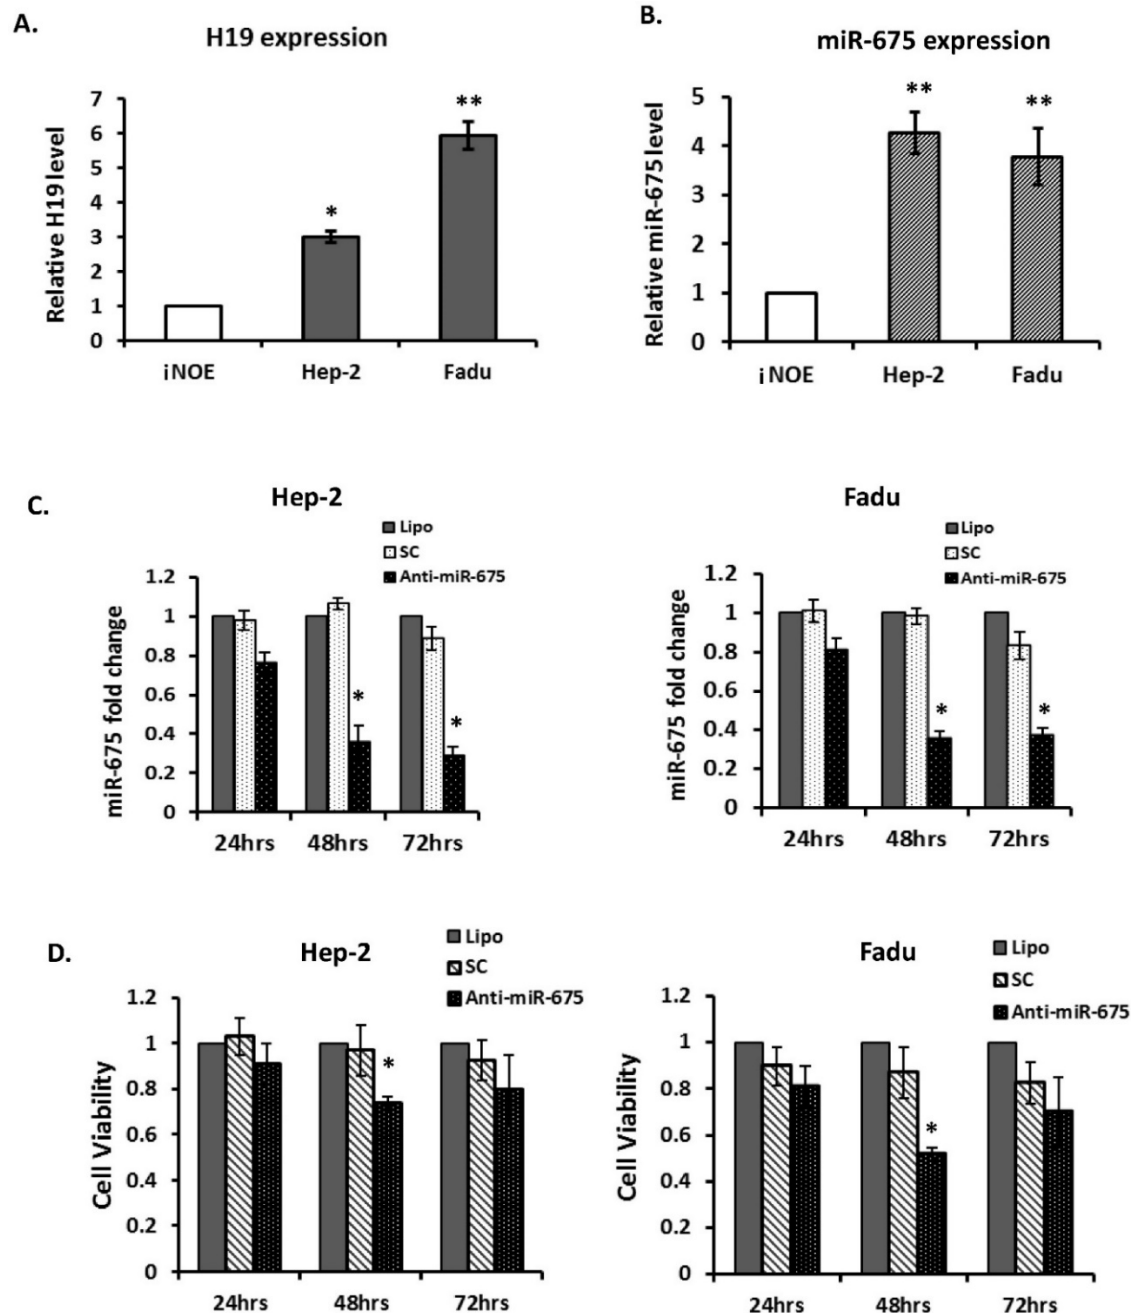 A.
H19 expression
Relative H19 level
7
6
5
4
3
2
1
0
*
**
iNOE Hep-2 Fadu
B.
miR-675 expression
Relative miR-675 level
5
4
3
2
1
0
**
**
iNOE Hep-2 Fadu
C.
Hep-2
Lipo
SC
Anti-miR-675
miR-675 fold change
1.2
1
0.8
0.6
0.4
0.2
0
*
*
24hrs 48hrs 72hrs
Fadu
Lipo
SC
Anti-miR-675
miR-675 fold change
1.2
1
0.8
0.6
0.4
0.2
0
*
*
24hrs 48hrs 72hrs
D.
Hep-2
Lipo
SC
Anti-miR-675
Cell Viability
1.2
1
0.8
0.6
0.4
0.2
0
*
24hrs 48hrs 72hrs
Fadu
Lipo
SC
Anti-miR-675
Cell Viability
1.2
1
0.8
0.6
0.4
0.2
0
*
24hrs 48hrs 72hrs